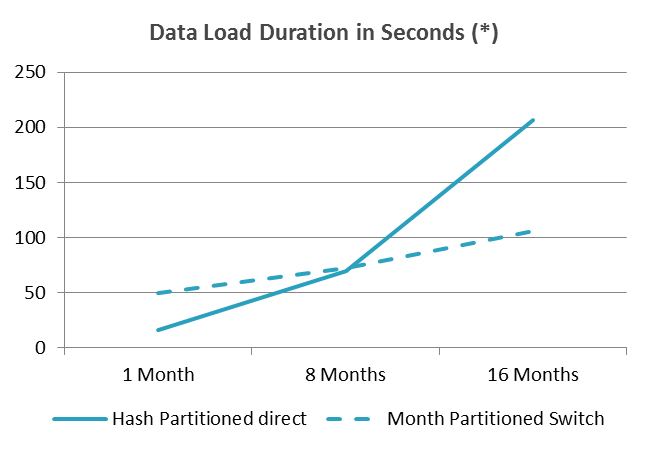 Data Load Duration in Seconds (*)
250
200
150
100
50
0
1 Month 8 Months 16 Months
Hash Partitioned direct Month Partitioned Switch